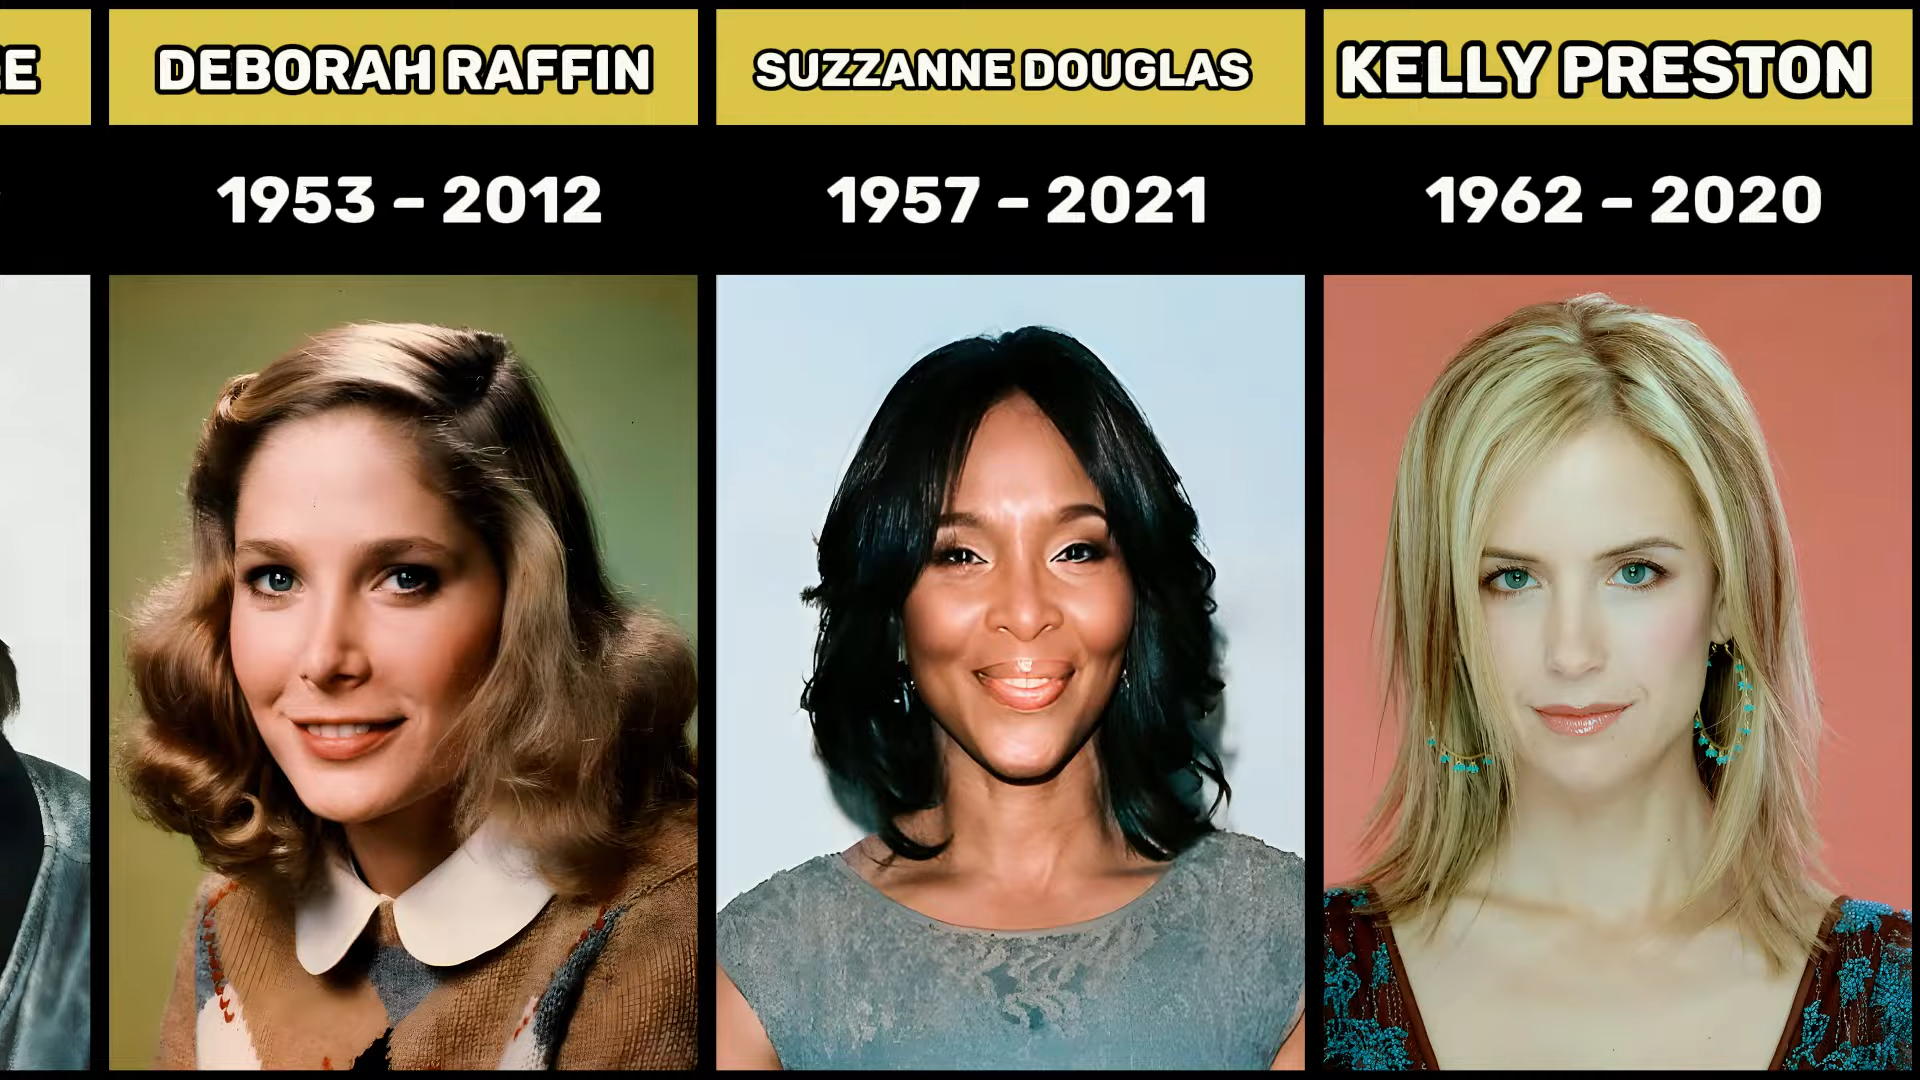 DEBORAH RAFFIN
SUZZANNE DOUGLAS
KELLY PRESTON
1953 – 2012
1957 – 2021
1962 – 2020